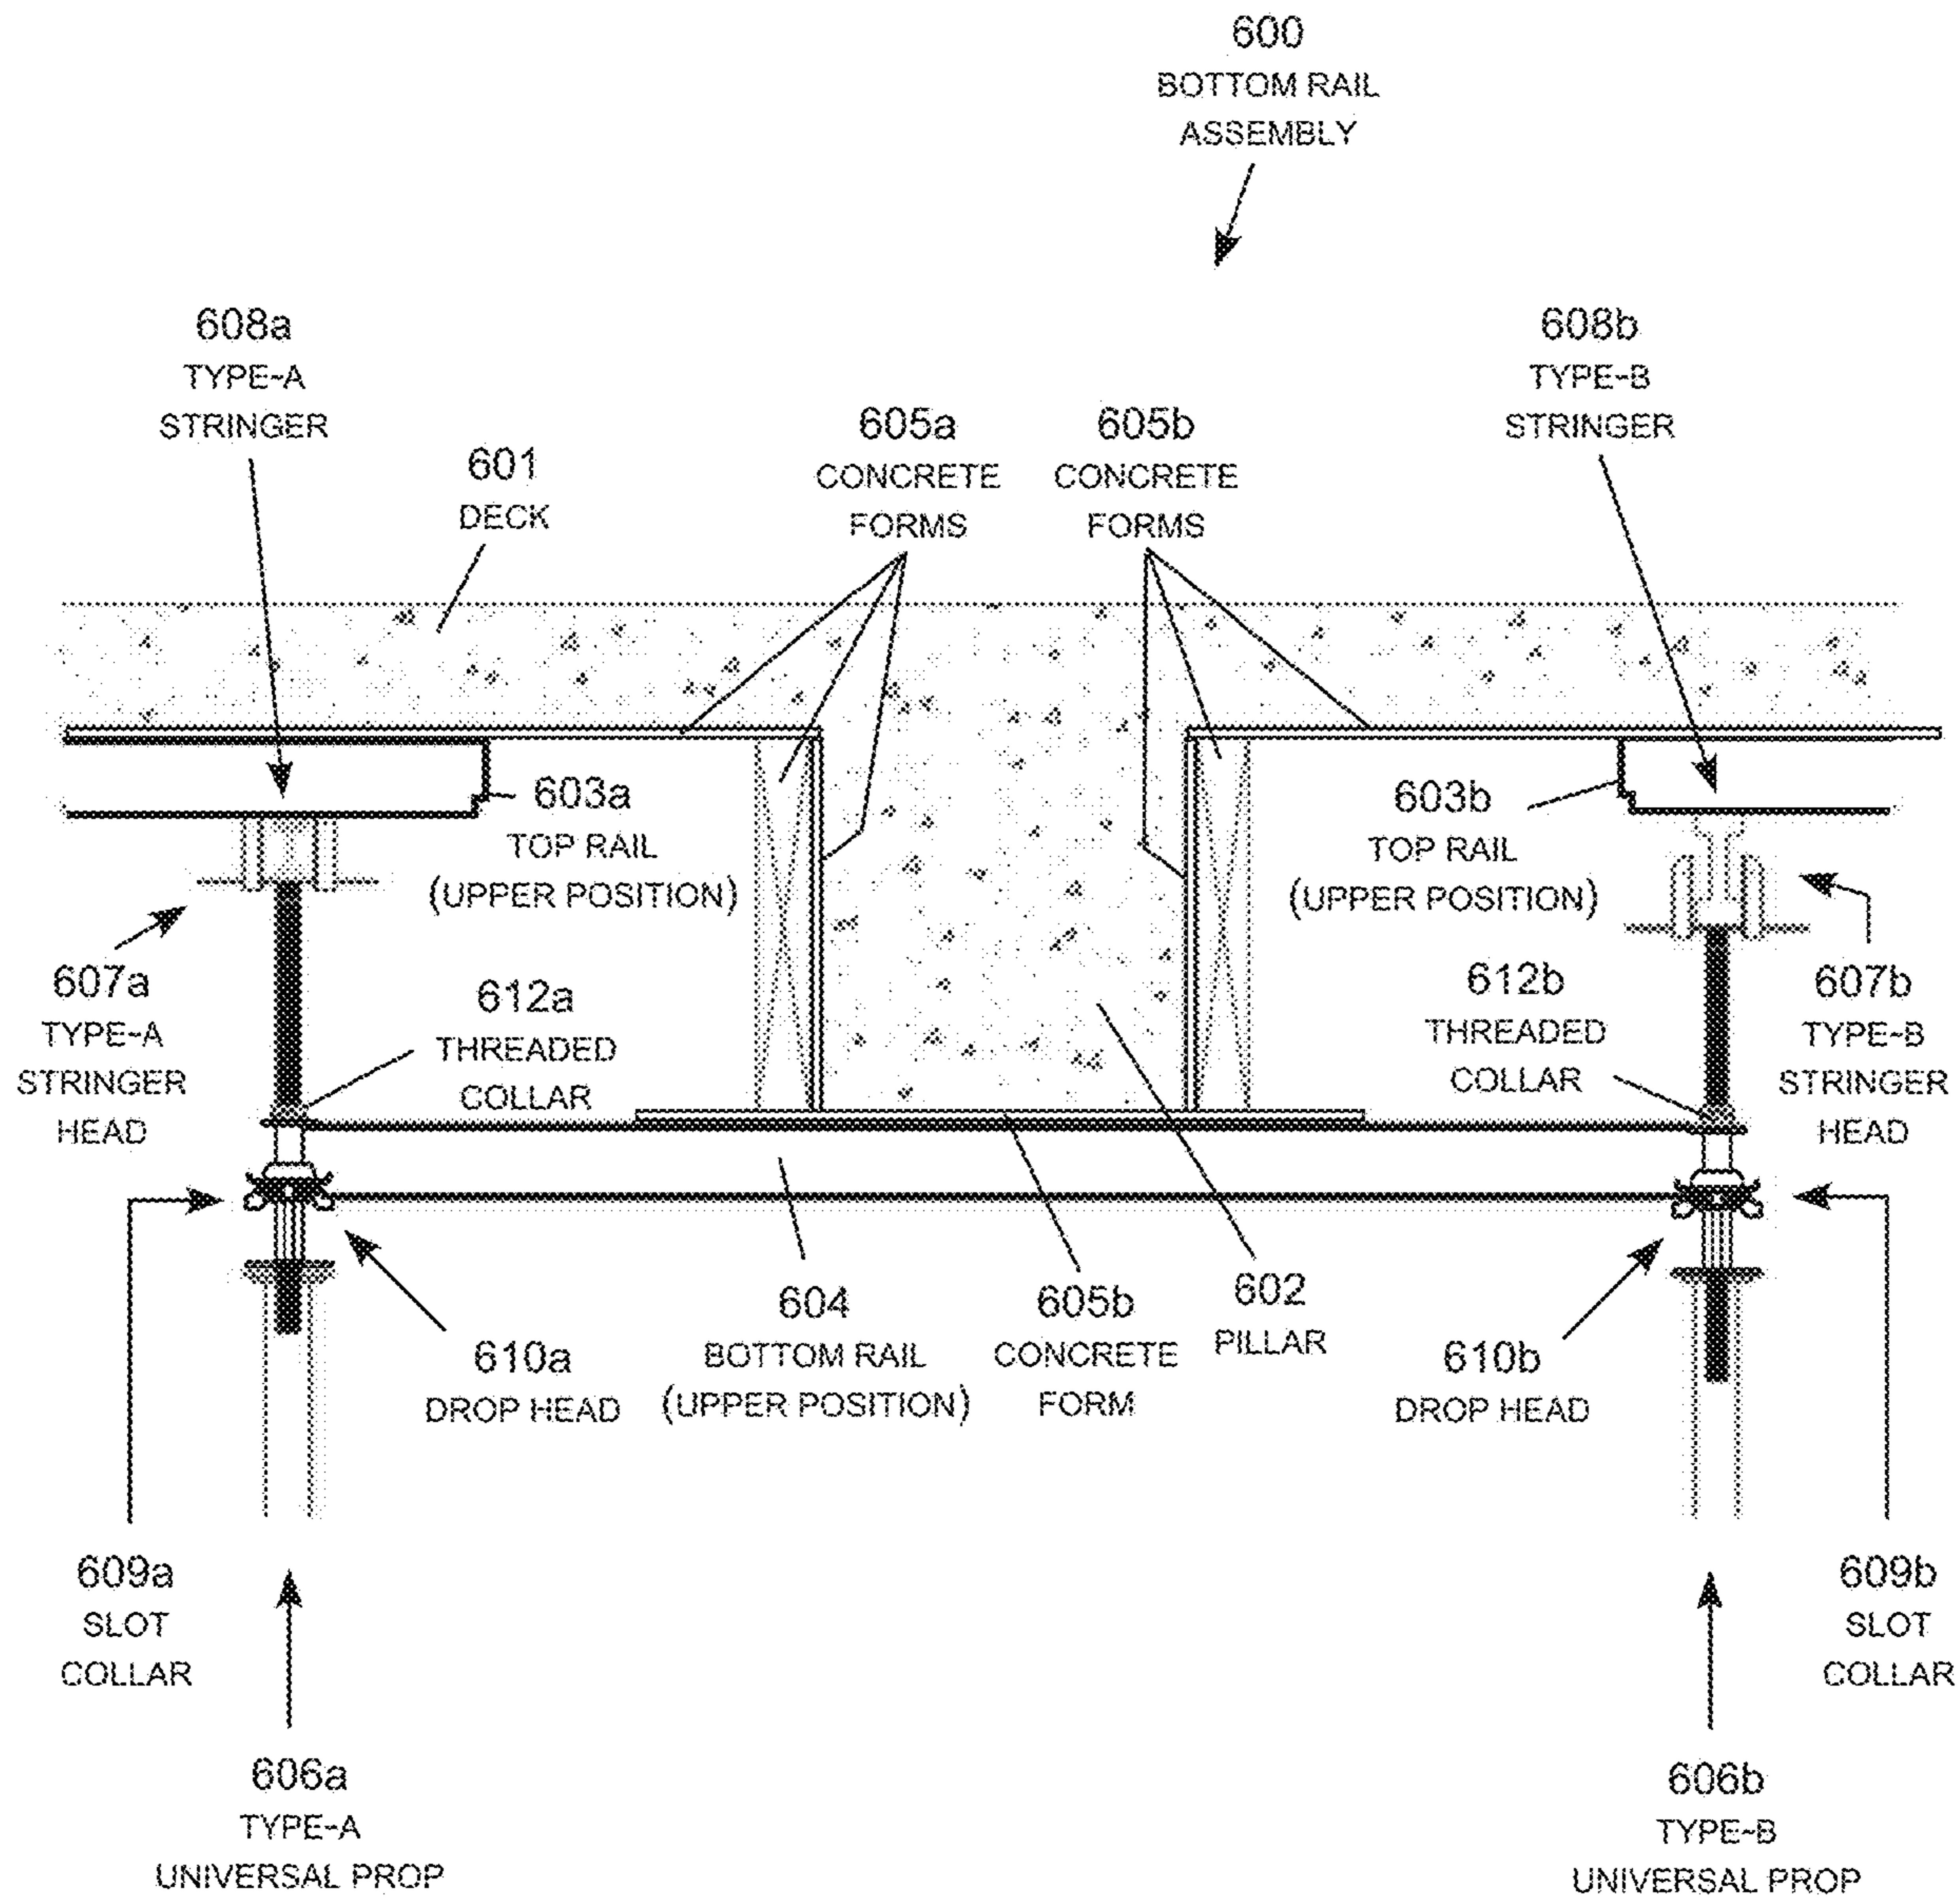 600
BOTTOM RAIL
ASSEMBLY
608a
TYPE-A
STRINGER
608b
TYPE-B
STRINGER
601
DECK
605a
CONCRETE
FORMS
605b
CONCRETE
FORMS
603a
TOP RAIL
(UPPER POSITION)
603b
TOP RAIL
(UPPER POSITION)
607a
TYPE-A
STRINGER
HEAD
612a
THREADED
COLLAR
612b
THREADED
COLLAR
607b
TYPE-B
STRINGER
HEAD
604
BOTTOM RAIL
(UPPER POSITION)
605b
CONCRETE
FORM
602
PILLAR
610a
DROP HEAD
610b
DROP HEAD
609a
SLOT
COLLAR
609b
SLOT
COLLAR
606a
TYPE-A
UNIVERSAL PROP
606b
TYPE-B
UNIVERSAL PROP